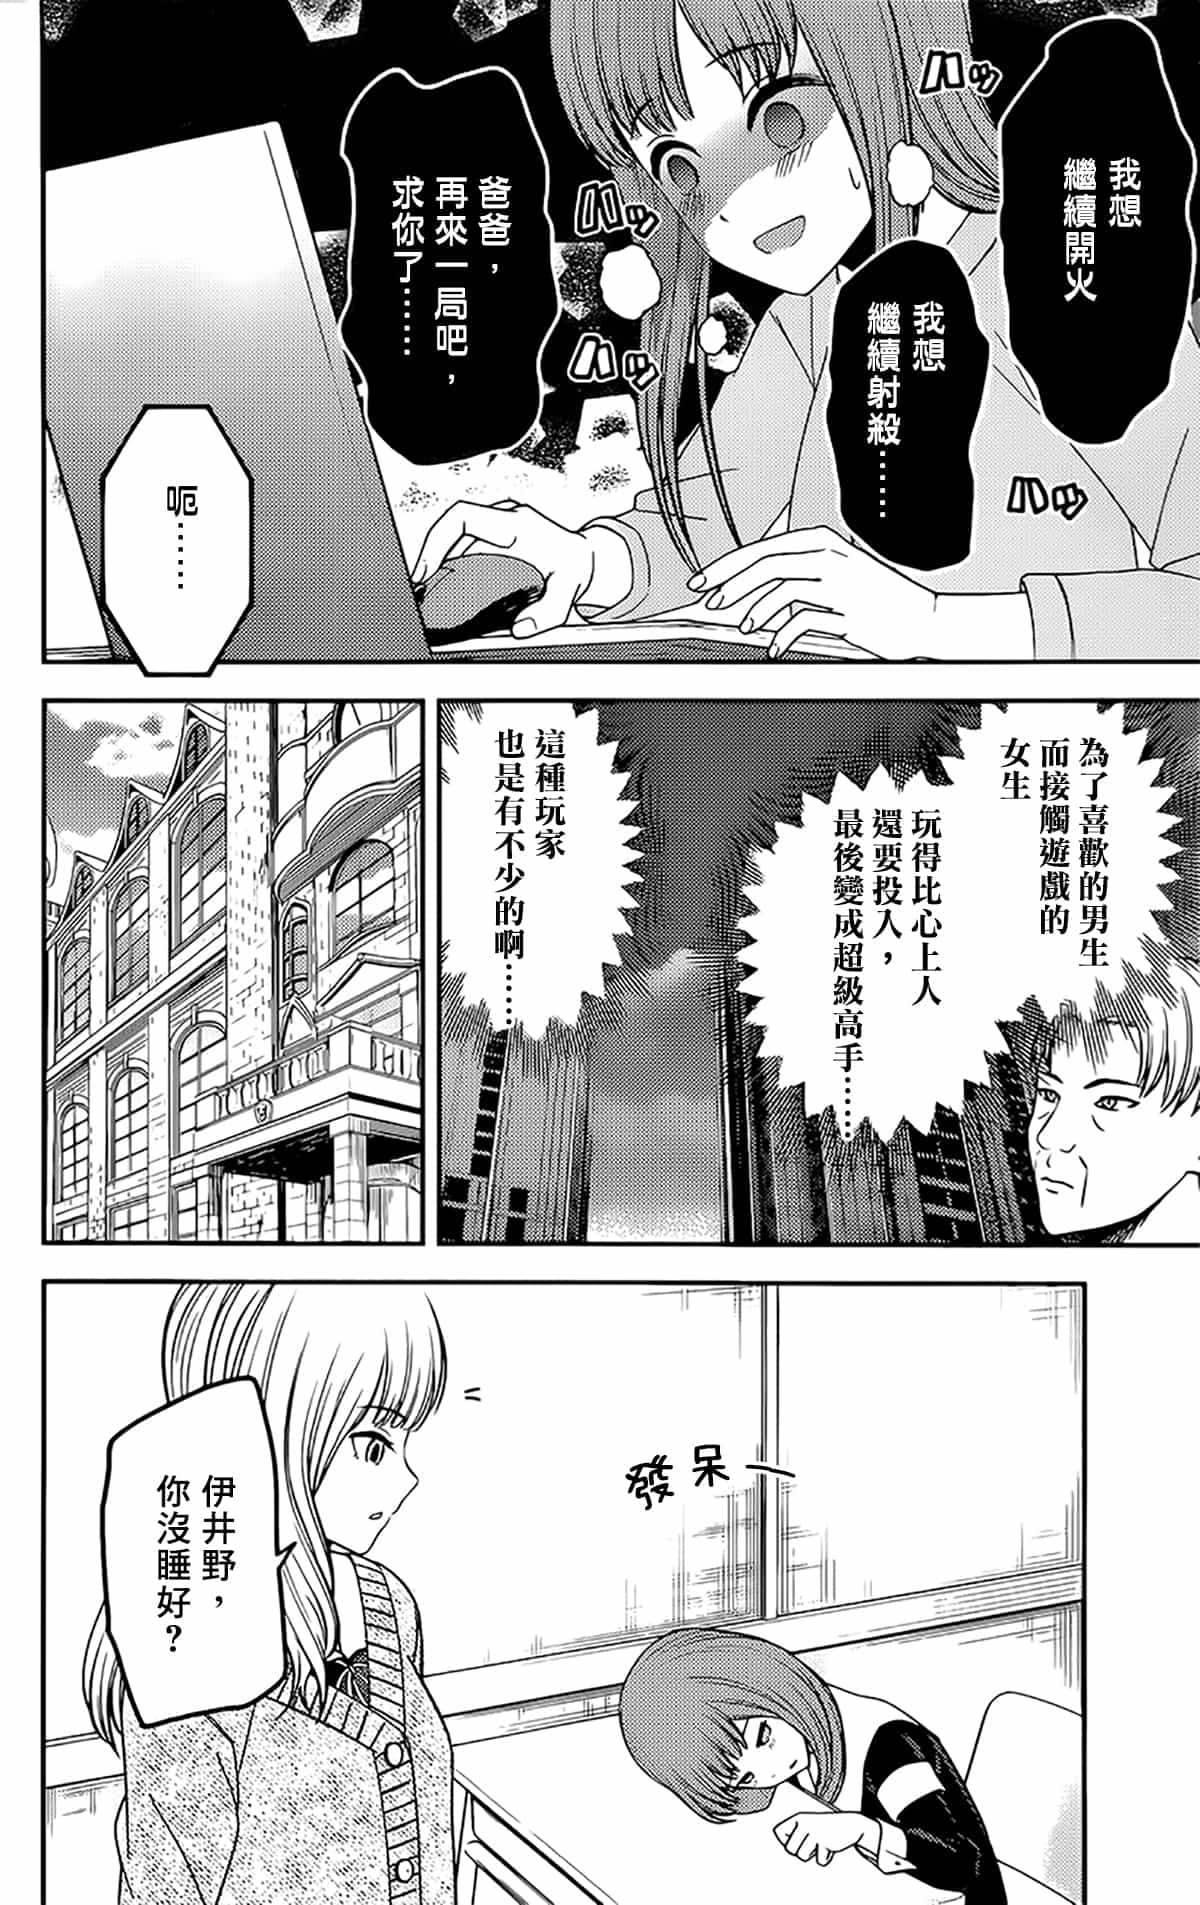 我想
繼續開火
我想
繼續射殺……
爸爸，
再來一局吧，
求你了……
呃……
ハッ
ハッ
ハッ
ハッ
為了喜歡的男生
而接觸遊戲的
女生
玩得比心上人
還要投入，
最後變成超級高手……
這種玩家
也是有不少的啊……
發呆—
伊井野，
你沒睡好？